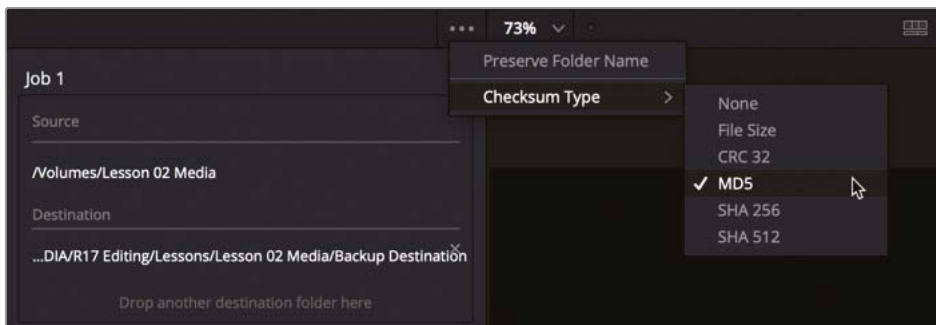 73%
Preserve Folder Name
Checksum Type
None
File Size
CRC 32
MD5
SHA 256
SHA 512
Job 1
Source
/Volumes/Lesson 02 Media
Destination
...DIA/R17 Editing/Lessons/Lesson 02 Media/Backup Destination
Drop another destination folder here